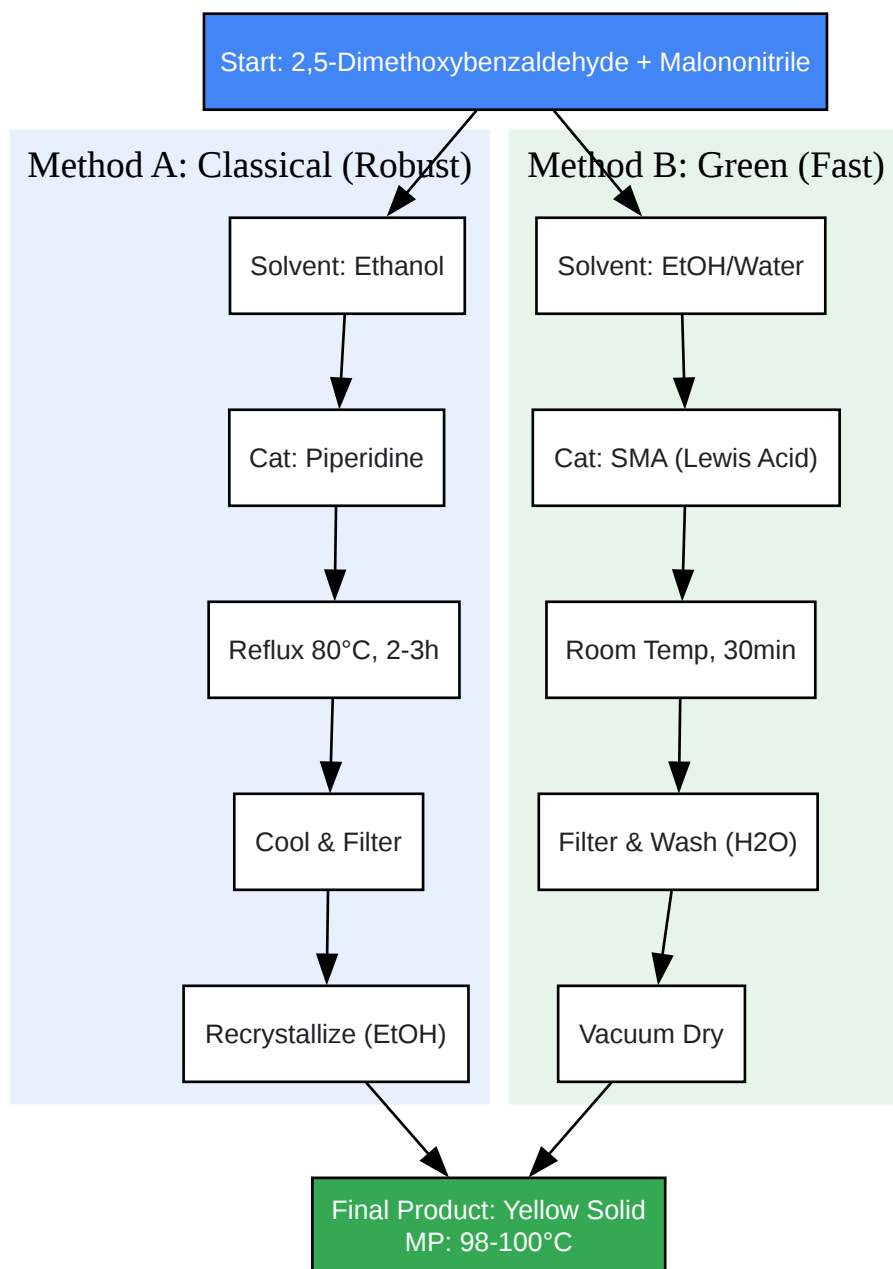 Start: 2,5-Dimethoxybenzaldehyde + Malononitrile
Method A: Classical (Robust)
Solvent: Ethanol
Cat: Piperidine
Reflux 80°C, 2-3h
Cool & Filter
Recrystallize (EtOH)
Method B: Green (Fast)
Solvent: EtOH/Water
Cat: SMA (Lewis Acid)
Room Temp, 30min
Filter & Wash (H2O)
Vacuum Dry
Final Product: Yellow Solid
MP: 98-100°C